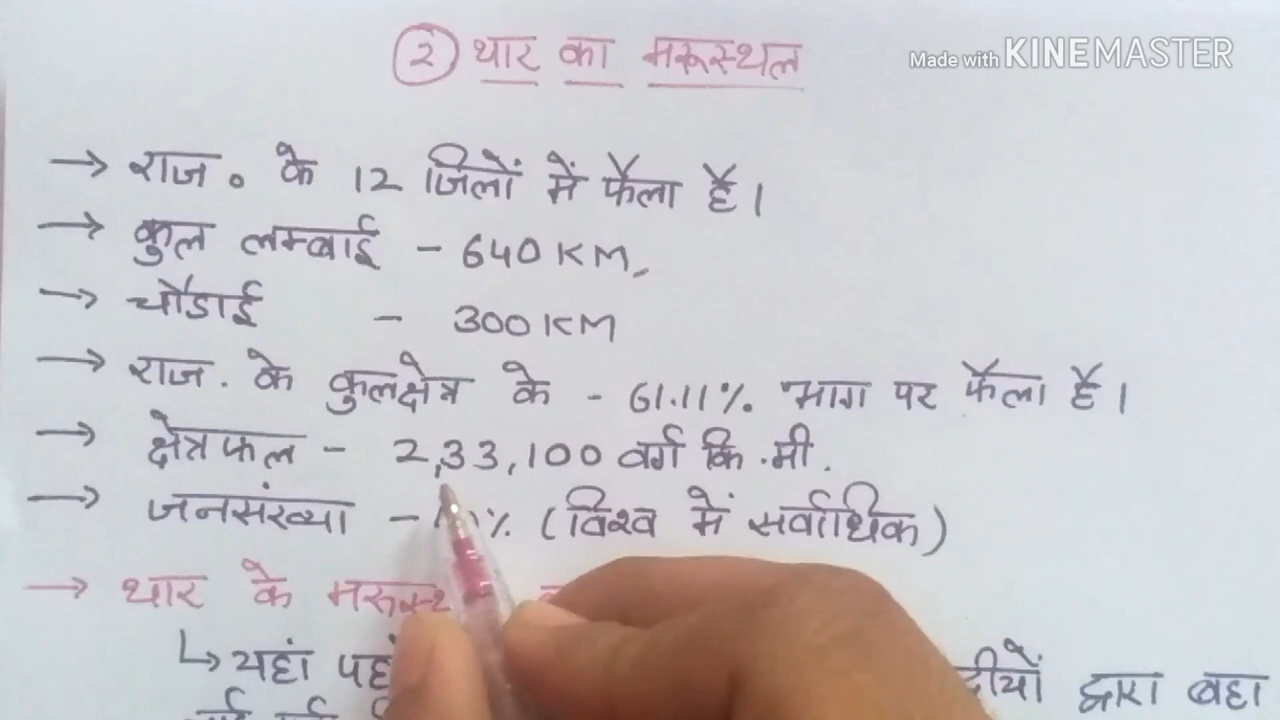 ② थार का मरूस्थल
Made with KINEMASTER
→ राज. के 12 जिलों में फैला है।
→ कुल लम्बाई - 640 KM,
→ चौडाई - 300 KM
→ राज. के कुलक्षेत्र के - 61.11% भाग पर फैला है।
→ क्षेत्रफल - 2,33,100 वर्ग कि.मी.
→ जनसंख्या - % (विश्व में सर्वाधिक)
→ थार के
↳ यहां द्वारा बहा